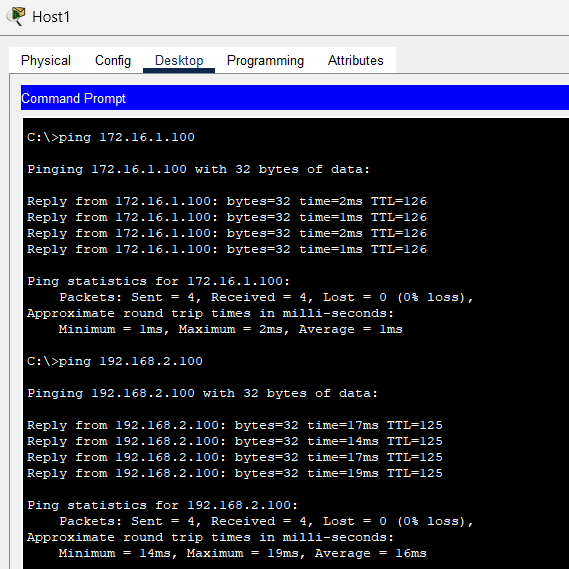 Host1
Physical Config Desktop Programming Attributes
Command Prompt
C:\>ping 172.16.1.100
Pinging 172.16.1.100 with 32 bytes of data:
Reply from 172.16.1.100: bytes=32 time=2ms TTL=126
Reply from 172.16.1.100: bytes=32 time=1ms TTL=126
Reply from 172.16.1.100: bytes=32 time=2ms TTL=126
Reply from 172.16.1.100: bytes=32 time=1ms TTL=126
Ping statistics for 172.16.1.100:
    Packets: Sent = 4, Received = 4, Lost = 0 (0% loss),
Approximate round trip times in milli-seconds:
    Minimum = 1ms, Maximum = 2ms, Average = 1ms
C:\>ping 192.168.2.100
Pinging 192.168.2.100 with 32 bytes of data:
Reply from 192.168.2.100: bytes=32 time=17ms TTL=125
Reply from 192.168.2.100: bytes=32 time=14ms TTL=125
Reply from 192.168.2.100: bytes=32 time=17ms TTL=125
Reply from 192.168.2.100: bytes=32 time=19ms TTL=125
Ping statistics for 192.168.2.100:
    Packets: Sent = 4, Received = 4, Lost = 0 (0% loss),
Approximate round trip times in milli-seconds:
    Minimum = 14ms, Maximum = 19ms, Average = 16ms